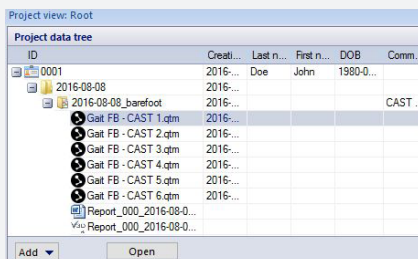 Project view: Root
Project data tree
ID Creati... Last n... First n... DOB Comm.
0001 2016-... Doe John 1980-0...
2016-08-08 2016-...
2016-08-08_barefoot 2016-... CAST .
Gait FB - CAST 1.qtm 2016-...
Gait FB - CAST 2.qtm 2016-...
Gait FB - CAST 3.qtm 2016-...
Gait FB - CAST 4.qtm 2016-...
Gait FB - CAST 5.qtm 2016-...
Gait FB - CAST 6.qtm 2016-...
Report_000_2016-08-0...
Report_000_2016-08-0...
Add Open